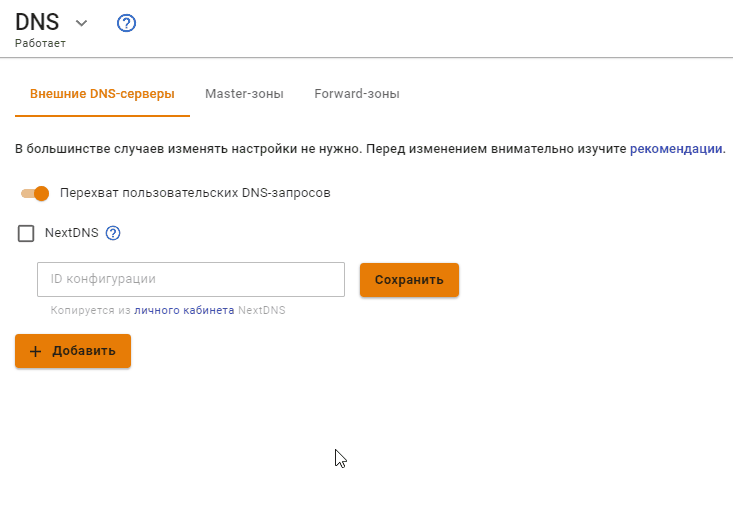 DNS
Работает
Внешние DNS-серверы Master-зоны Forward-зоны
В большинстве случаев изменять настройки не нужно. Перед изменением внимательно изучите рекомендации.
Перехват пользовательских DNS-запросов
NextDNS
ID конфигурации
Сохранить
Копируется из личного кабинета NextDNS
+ Добавить